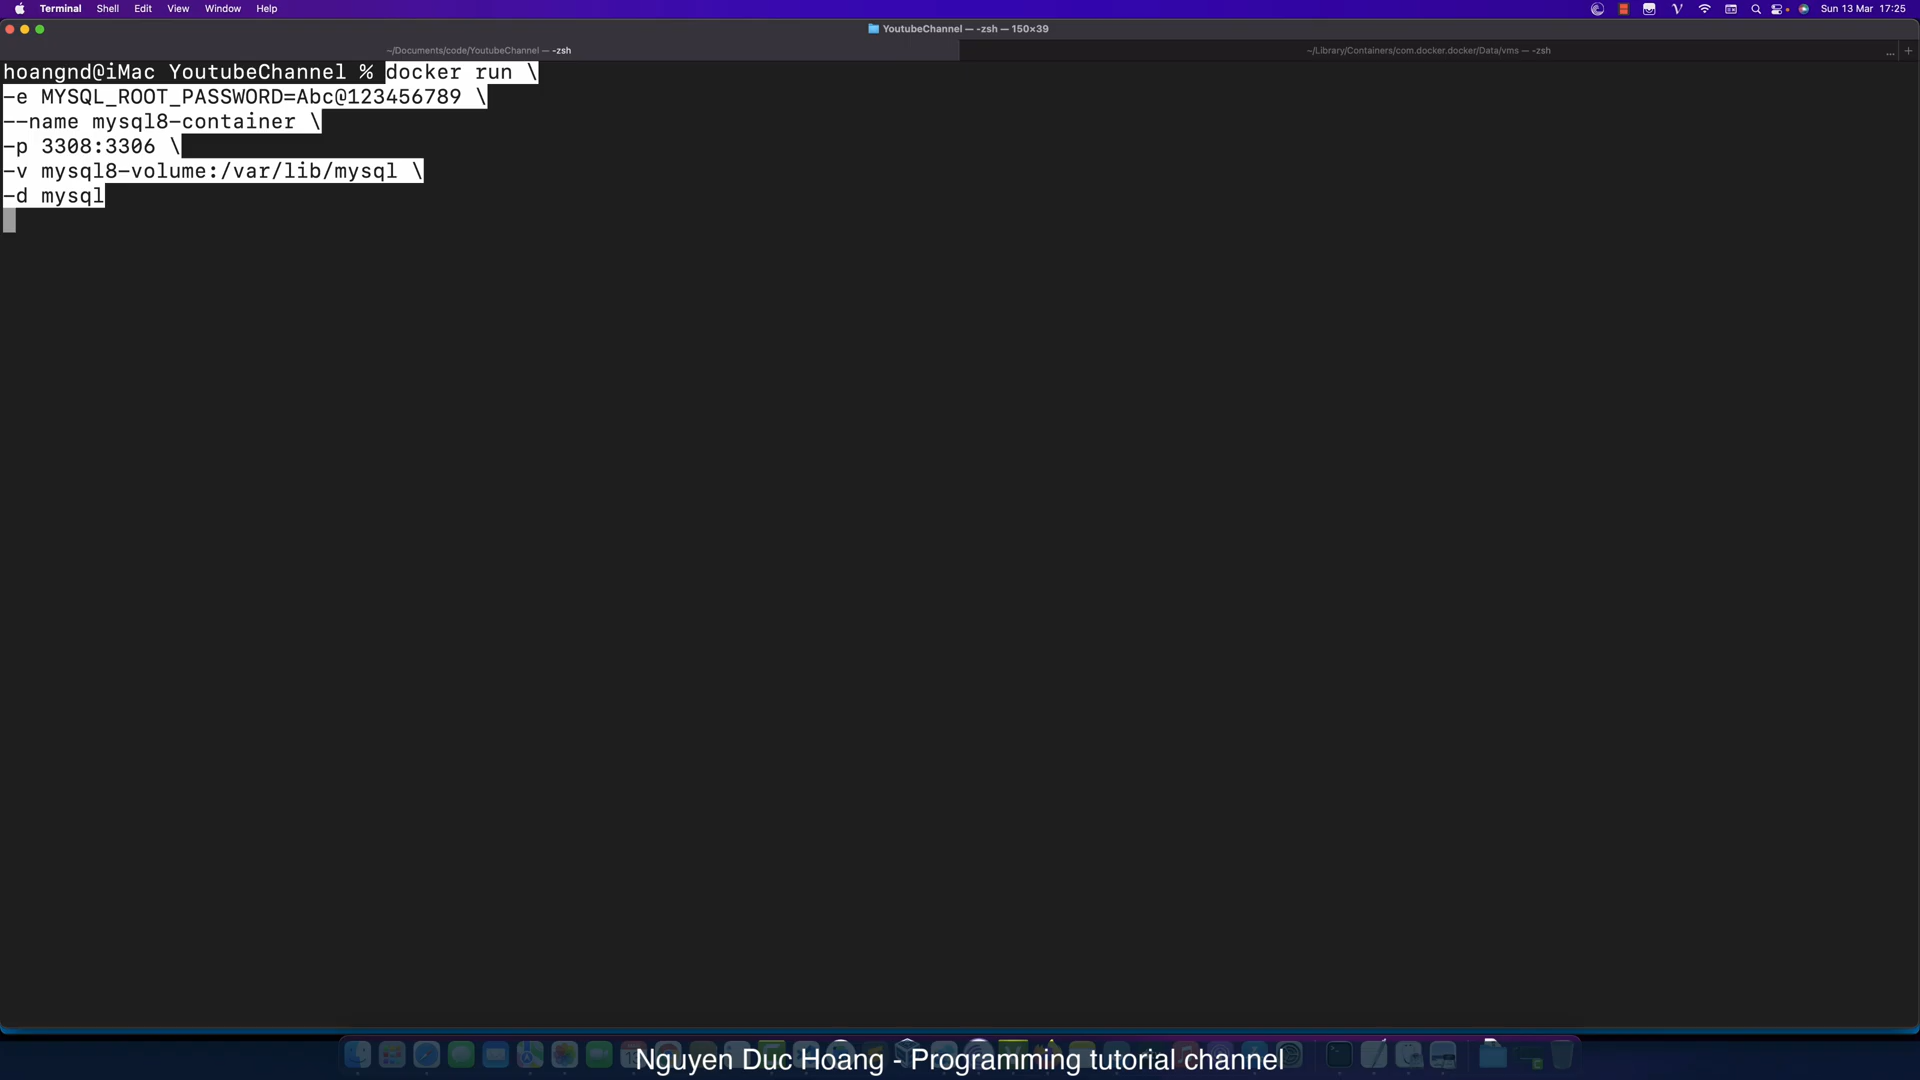 Terminal Shell Edit View Window Help
Sun 13 Mar 17:25
YoutubeChannel — -zsh — 150×39
~/Documents/code/YoutubeChannel — -zsh
~/Library/Containers/com.docker.docker/Data/vms — -zsh
... +
hoangnd@iMac YoutubeChannel % docker run \
-e MYSQL_ROOT_PASSWORD=Abc@123456789 \
--name mysql8-container \
-p 3308:3306 \
-v mysql8-volume:/var/lib/mysql \
-d mysql
Nguyen Duc Hoang - Programming tutorial channel